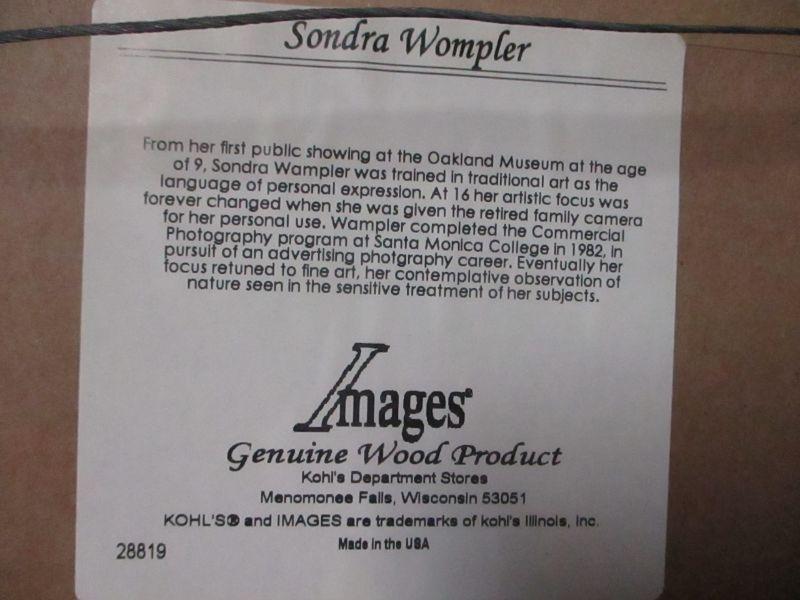 Sondra Wompler
From her first public showing at the Oakland Museum at the age
of 9, Sondra Wampler was trained in traditional art as the
language of personal expression. At 16 her artistic focus was
forever changed when she was given the retired family camera
for her personal use. Wampler completed the Commercial
Photography program at Santa Monica College in 1982, in
pursuit of an advertising photgraphy career. Eventually her
focus retuned to fine art, her contemplative observation of
nature seen in the sensitive treatment of her subjects.
Images®
Genuine Wood Product
Kohl's Department Stores
Menomonee Falls, Wisconsin 53051
KOHL'S® and IMAGES are trademarks of kohl's Illinois, Inc.
Made in the USA
28819